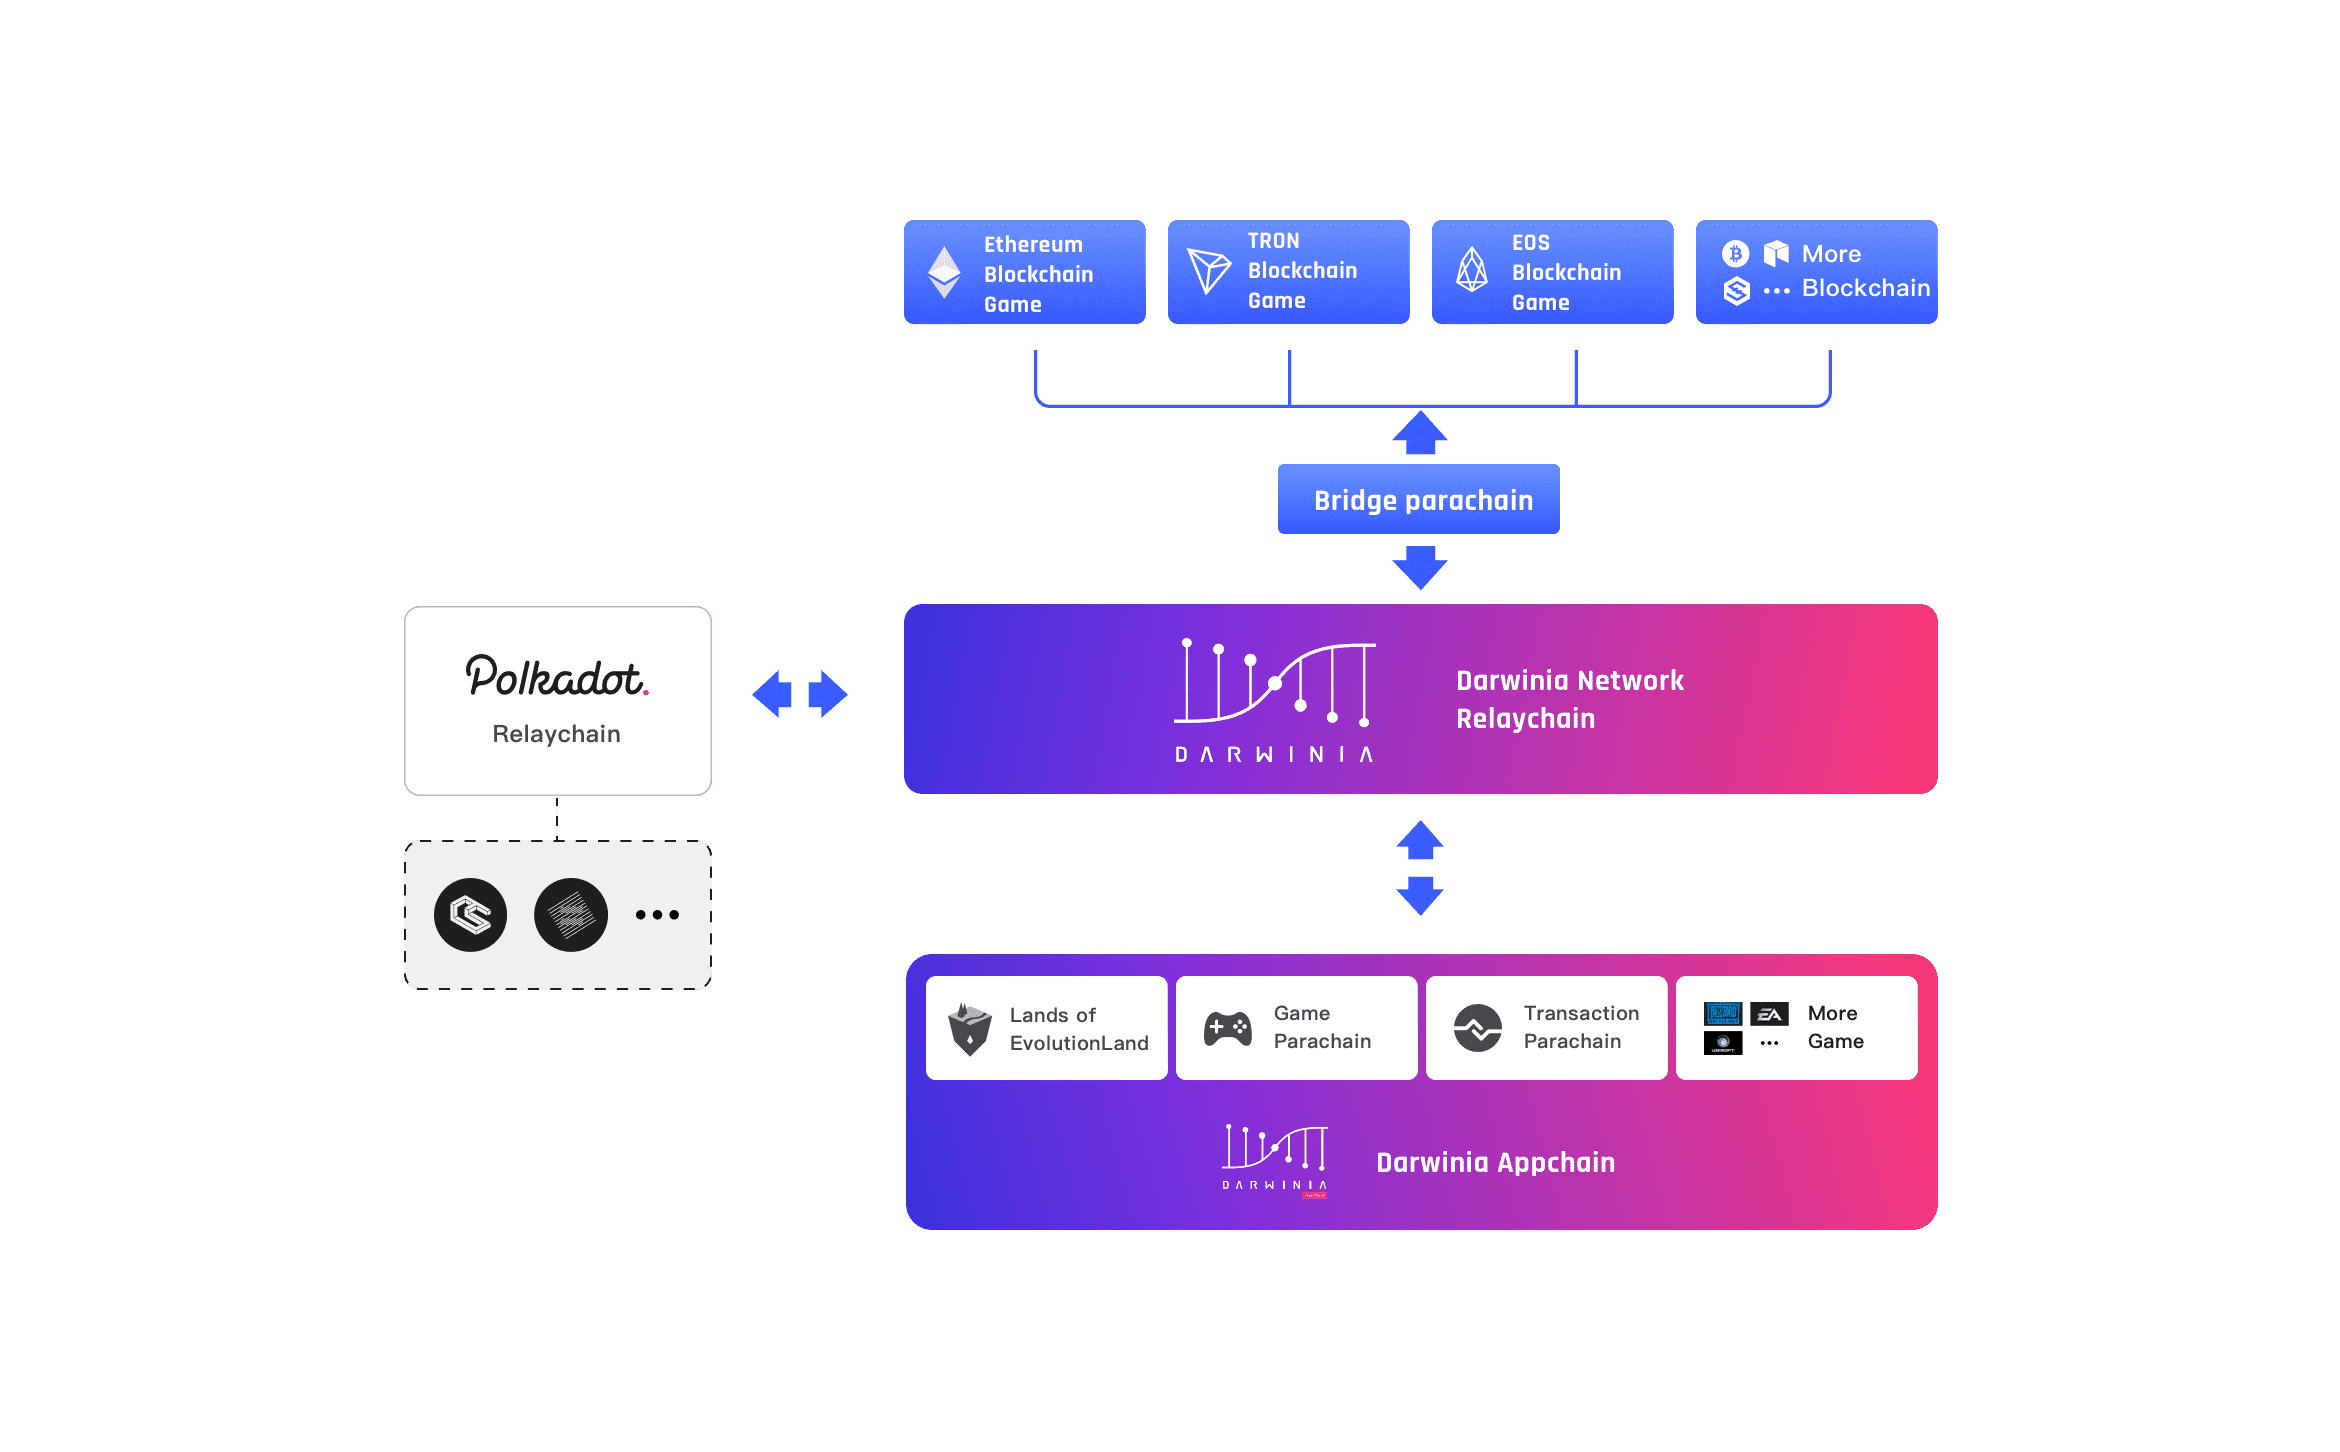 Ethereum
Blockchain
Game
TRON
Blockchain
Game
EOS
Blockchain
Game
More
Blockchain
Bridge parachain
Polkadot.
Relaychain
DARWINIA
Darwinia Network
Relaychain
Lands of
EvolutionLand
Game
Parachain
Transaction
Parachain
EA
UBISOFT
More
Game
DARWINIA
Darwinia Appchain